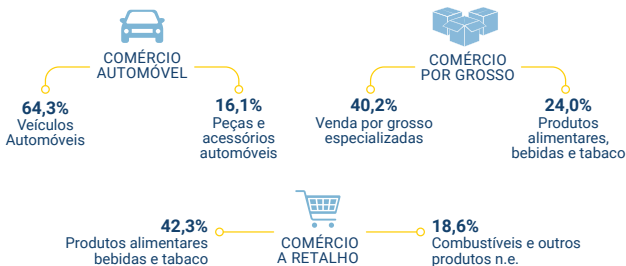 COMÉRCIO
AUTOMÓVEL
64,3%
Veículos
Automóveis
16,1%
Peças e
acessórios
automóveis
COMÉRCIO
POR GROSSO
40,2%
Venda por grosso
especializadas
24,0%
Produtos
alimentares,
bebidas e tabaco
42,3%
Produtos alimentares
bebidas e tabaco
COMÉRCIO
A RETALHO
18,6%
Combustíveis e outros
produtos n.e.